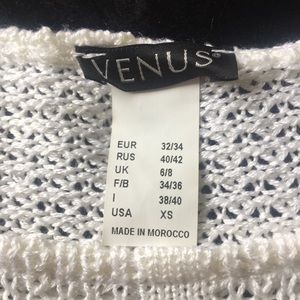 VENUS
EUR 32/34
RUS 40/42
UK 6/8
F/B 34/36
I 38/40
USA XS
MADE IN MOROCCO